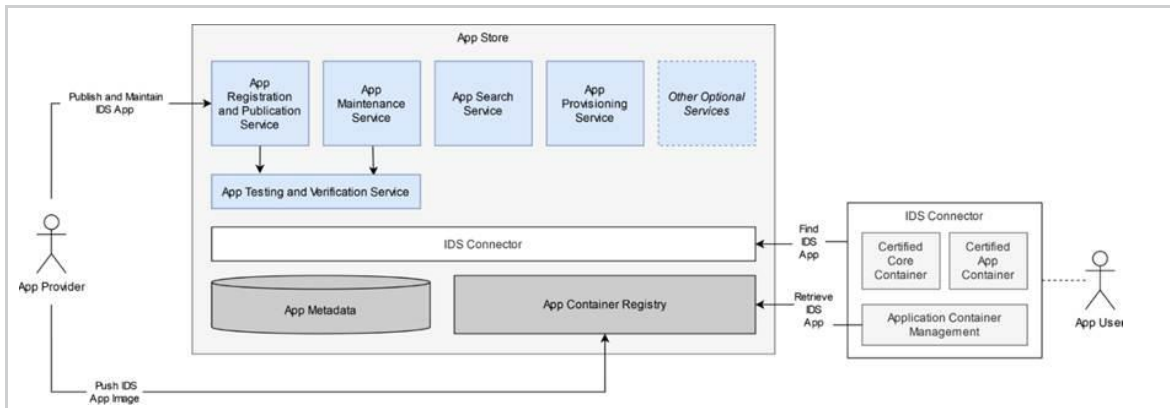 App Store
App
Registration
and Publication
Service
App
Maintenance
Service
App Search
Service
App
Provisioning
Service
Other Optional
Services
Publish and Maintain
IDS App
App Testing and Verification Service
IDS Connector
App Metadata
App Container Registry
App Provider
Push IDS
App Image
Find
IDS
App
Retrieve
IDS
App
IDS Connector
Certified
Core
Container
Certified
App
Container
Application Container
Management
App User